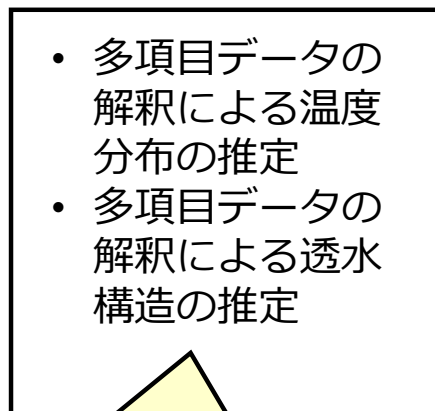 • 多項目データの
解釈による温度
分布の推定
• 多項目データの
解釈による透水
構造の推定